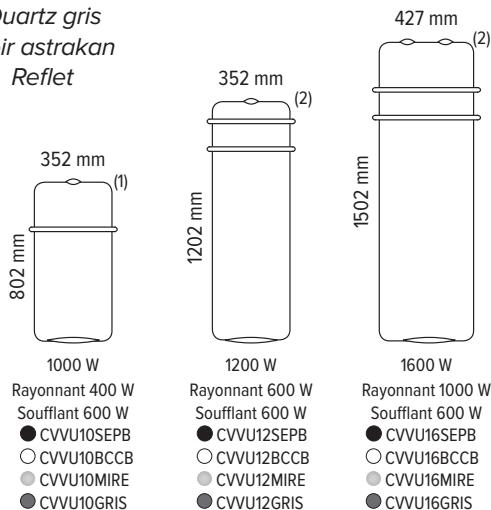 Quartz gris
Noir astrakan
Reflet
352 mm
(1)
802 mm
1000 W
Rayonnant 400 W
Soufflant 600 W
CVVU10SEPB
CVVU10BCCB
CVVU10MIRE
CVVU10GRIS
352 mm
(2)
1202 mm
1200 W
Rayonnant 600 W
Soufflant 600 W
CVVU12SEPB
CVVU12BCCB
CVVU12MIRE
CVVU12GRIS
427 mm
(2)
1502 mm
1600 W
Rayonnant 1000 W
Soufflant 600 W
CVVU16SEPB
CVVU16BCCB
CVVU16MIRE
CVVU16GRIS